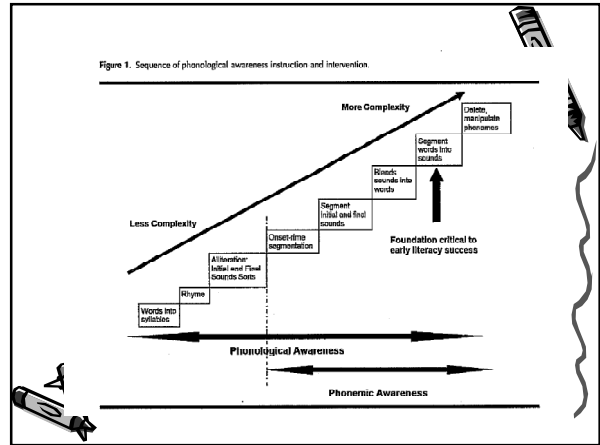 Figure 1. Sequence of phonological awareness instruction and intervention.
More Complexity
Delete,
manipulate
phonemes
Segment
words into
sounds
Blends
sounds into
words
Segment
initial and final
sounds
Less Complexity
Onset-rime
segmentation
Foundation critical to
early literacy success
Alliteration:
Initial and Final
Sounds Sorts
Rhyme
Words into
syllables
Phonological Awareness
Phonemic Awareness